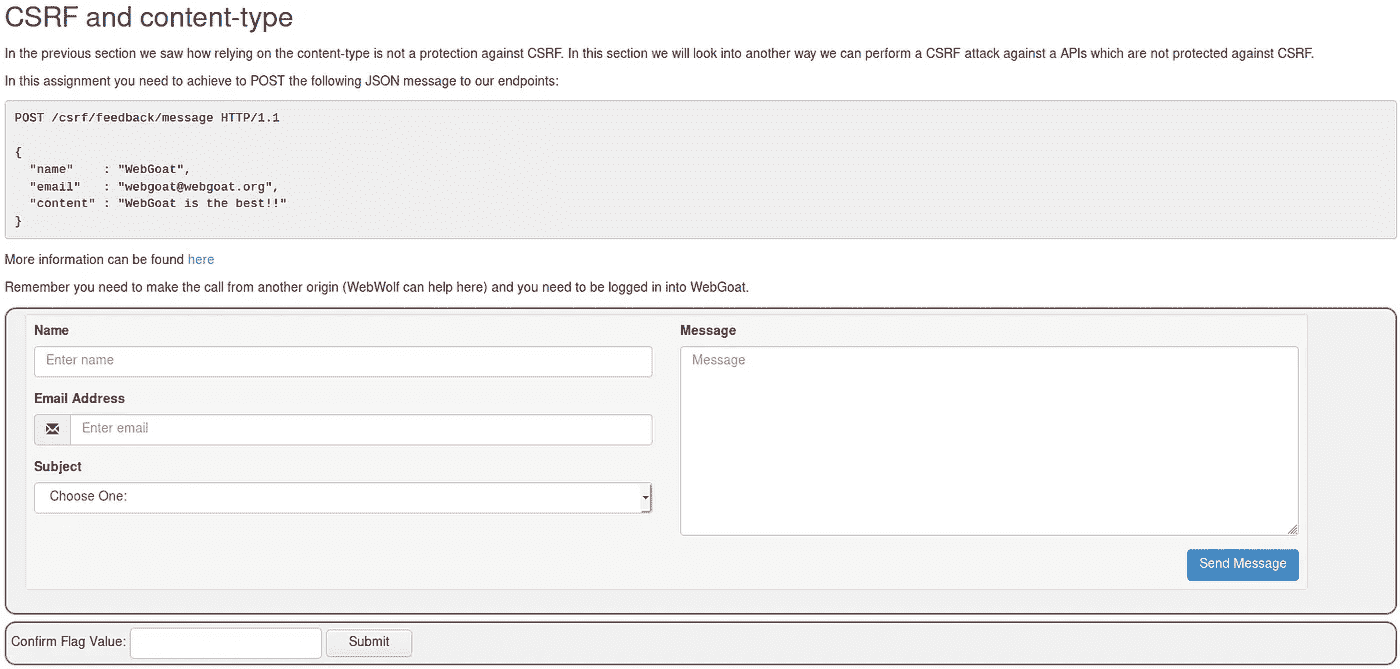 CSRF and content-type
In the previous section we saw how relying on the content-type is not a protection against CSRF. In this section we will look into another way we can perform a CSRF attack against a APIs which are not protected against CSRF.
In this assignment you need to achieve to POST the following JSON message to our endpoints:
POST /csrf/feedback/message HTTP/1.1
{
"name" : "WebGoat",
"email" : "webgoat@webgoat.org",
"content" : "WebGoat is the best!!"
}
More information can be found here
Remember you need to make the call from another origin (WebWolf can help here) and you need to be logged in into WebGoat.
Name
Enter name
Email Address
Enter email
Subject
Choose One:
Message
Message
Send Message
Confirm Flag Value:
Submit